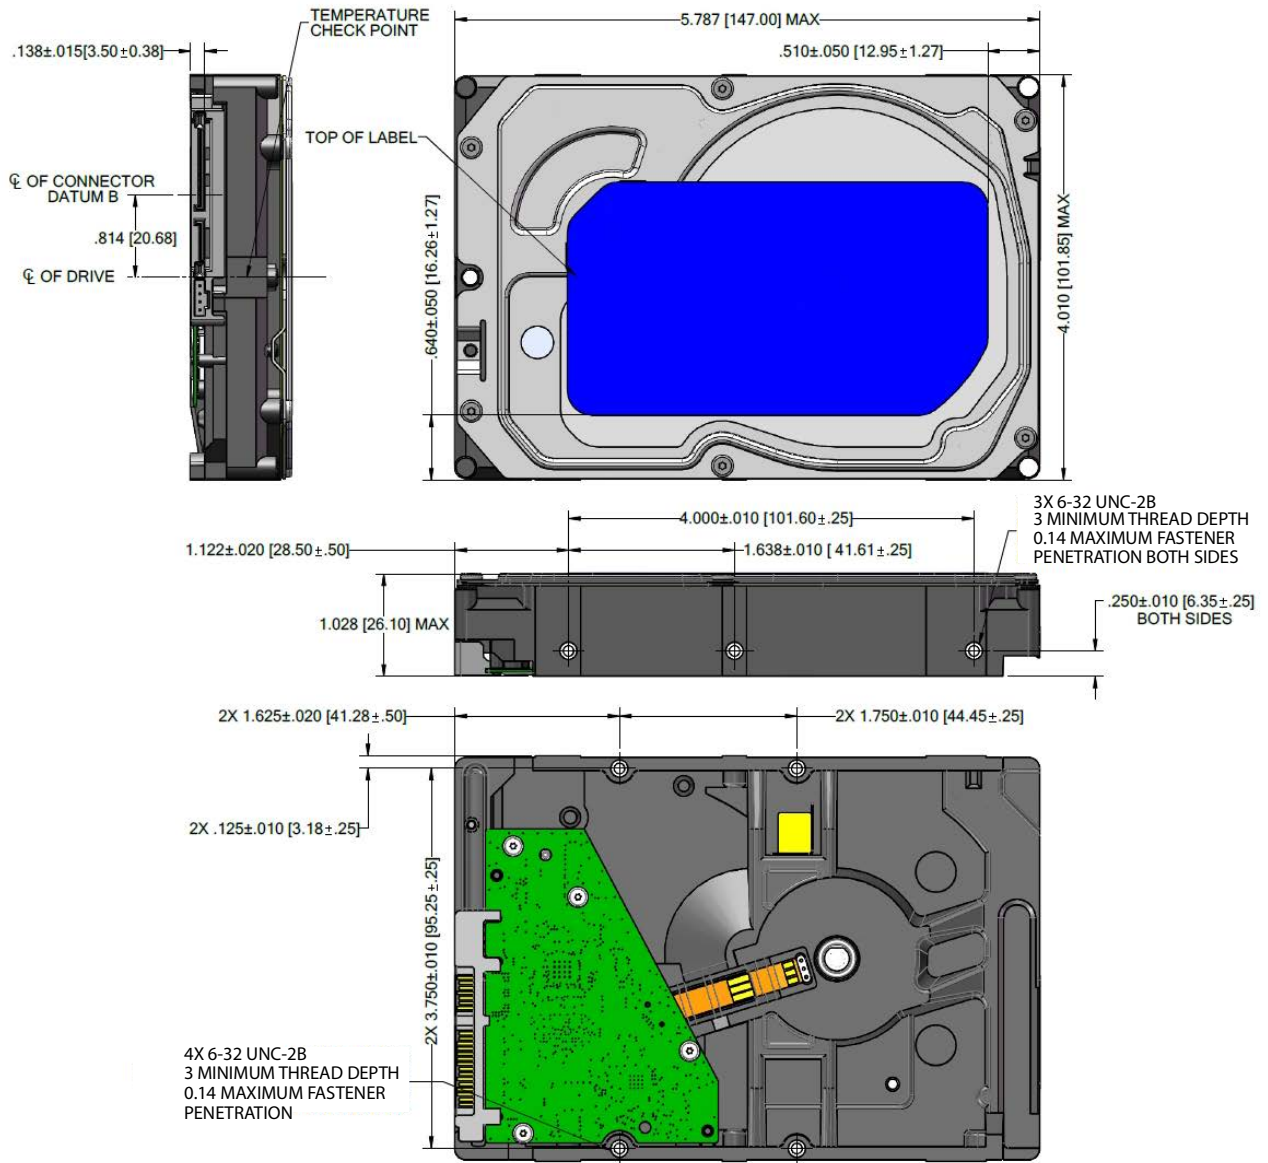 TEMPERATURE
CHECK POINT
5.787 [147.00] MAX
.138±.015[3.50±0.38]
.510±.050 [12.95±1.27]
TOP OF LABEL
℄ OF CONNECTOR
DATUM B
.814 [20.68]
℄ OF DRIVE
.640±.050 [16.26±1.27]
4.010 [101.85] MAX
3X 6-32 UNC-2B
3 MINIMUM THREAD DEPTH
0.14 MAXIMUM FASTENER
PENETRATION BOTH SIDES
4.000±.010 [101.60±.25]
1.122±.020 [28.50±.50]
1.638±.010 [ 41.61±.25]
1.028 [26.10] MAX
.250±.010 [6.35±.25]
BOTH SIDES
2X 1.625±.020 [41.28±.50]
2X 1.750±.010 [44.45±.25]
2X .125±.010 [3.18±.25]
2X 3.750±.010 [95.25±.25]
4X 6-32 UNC-2B
3 MINIMUM THREAD DEPTH
0.14 MAXIMUM FASTENER
PENETRATION